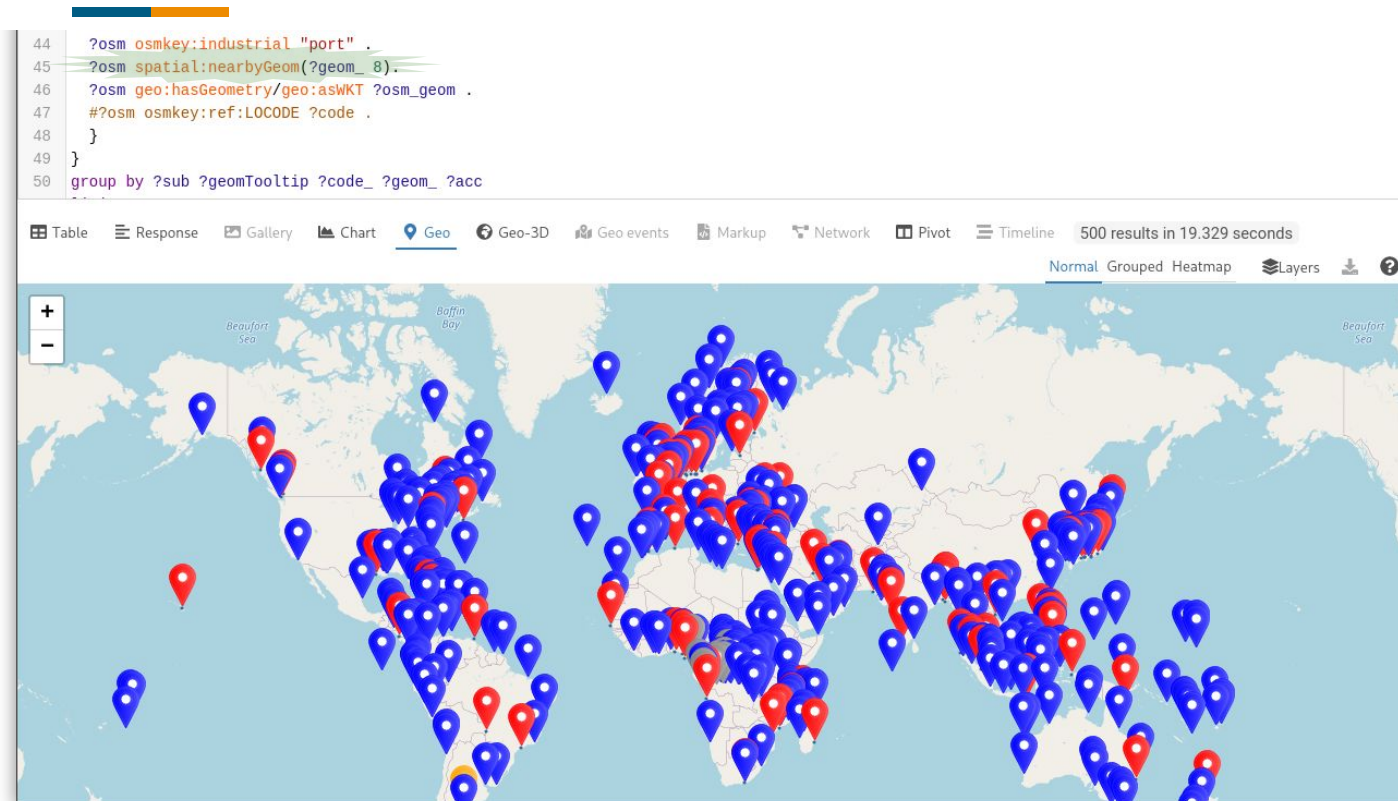 44 ?osm osmkey:industrial "port" .
45 ?osm spatial:nearbyGeom(?geom_ 8).
46 ?osm geo:hasGeometry/geo:asWKT ?osm_geom .
47 #?osm osmkey:ref:LOCODE ?code .
48 }
49 }
50 group by ?sub ?geomTooltip ?code_ ?geom_ ?acc
Table Response Gallery Chart Geo Geo-3D Geo events Markup Network Pivot Timeline 500 results in 19.329 seconds
Normal Grouped Heatmap Layers ?
+
−
Beaufort
Sea
Baffin
Bay
Beaufort
Sea